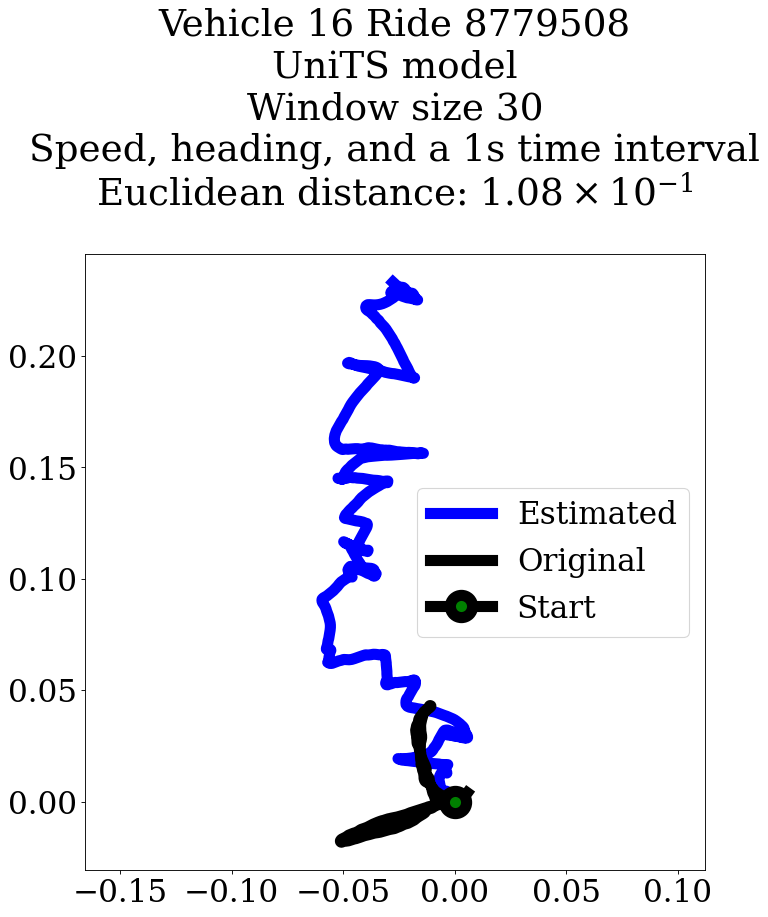 Vehicle 16 Ride 8779508
UniTS model
Window size 30
Speed, heading, and a 1s time interval
Euclidean distance: 1.08 × 10⁻¹
0.20
0.15
0.10
0.05
0.00
Estimated
Original
Start
−0.15 −0.10 −0.05 0.00 0.05 0.10